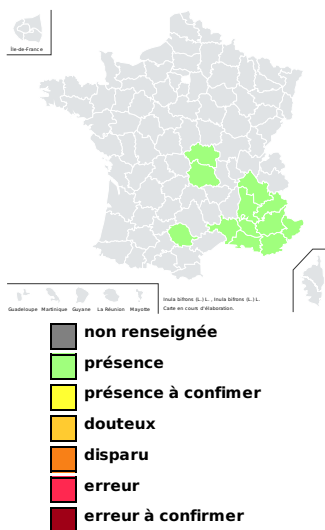 Île-de-France
Guadeloupe Martinique Guyane La Réunion Mayotte
Inula bifrons (L.) L. , Inula bifrons (L.) L.
Carte en cours d'élaboration.
non renseignée
présence
présence à confimer
douteux
disparu
erreur
erreur à confirmer